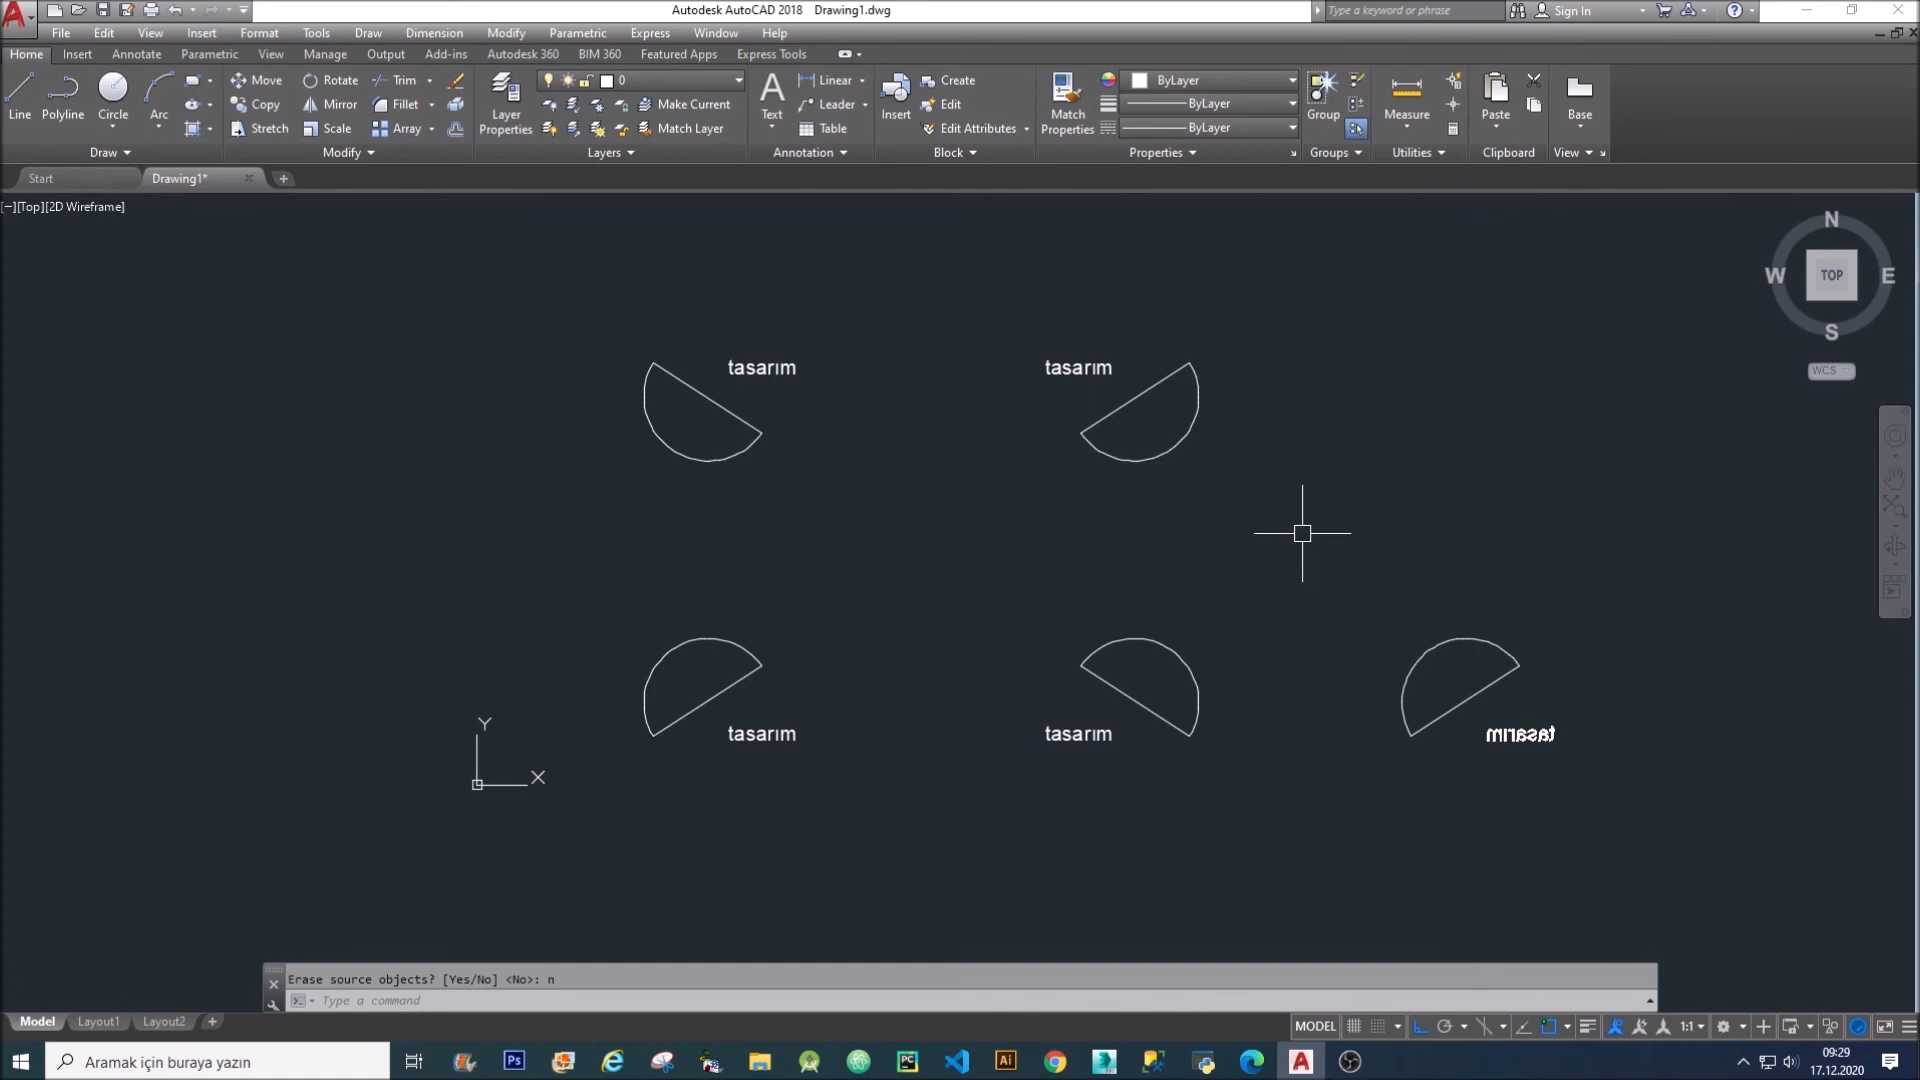 Autodesk AutoCAD 2018 Drawing1.dwg
Type a keyword or phrase
Sign In
File Edit View Insert Format Tools Draw Dimension Modify Parametric Express Window Help
Home Insert Annotate Parametric View Manage Output Add-ins Autodesk 360 BIM 360 Featured Apps Express Tools
Line Polyline Circle Arc
Draw
Move Rotate Trim
Copy Mirror Fillet
Stretch Scale Array
Modify
Layer Properties
0
Make Current
Match Layer
Layers
Text
Linear
Leader
Table
Annotation
Insert
Create
Edit
Edit Attributes
Block
Match Properties
ByLayer
ByLayer
ByLayer
Properties
Group
Groups
Measure
Utilities
Paste
Clipboard
Base
View
Start
Drawing1*
[−][Top][2D Wireframe]
N
W TOP E
S
WCS
tasarım
tasarım
tasarım
tasarım
tasarım
Y
X
Erase source objects? [Yes/No] <No>: n
Type a command
Model Layout1 Layout2
MODEL
1:1
Aramak için buraya yazın
Ps
PC
Ai
09:29
17.12.2020